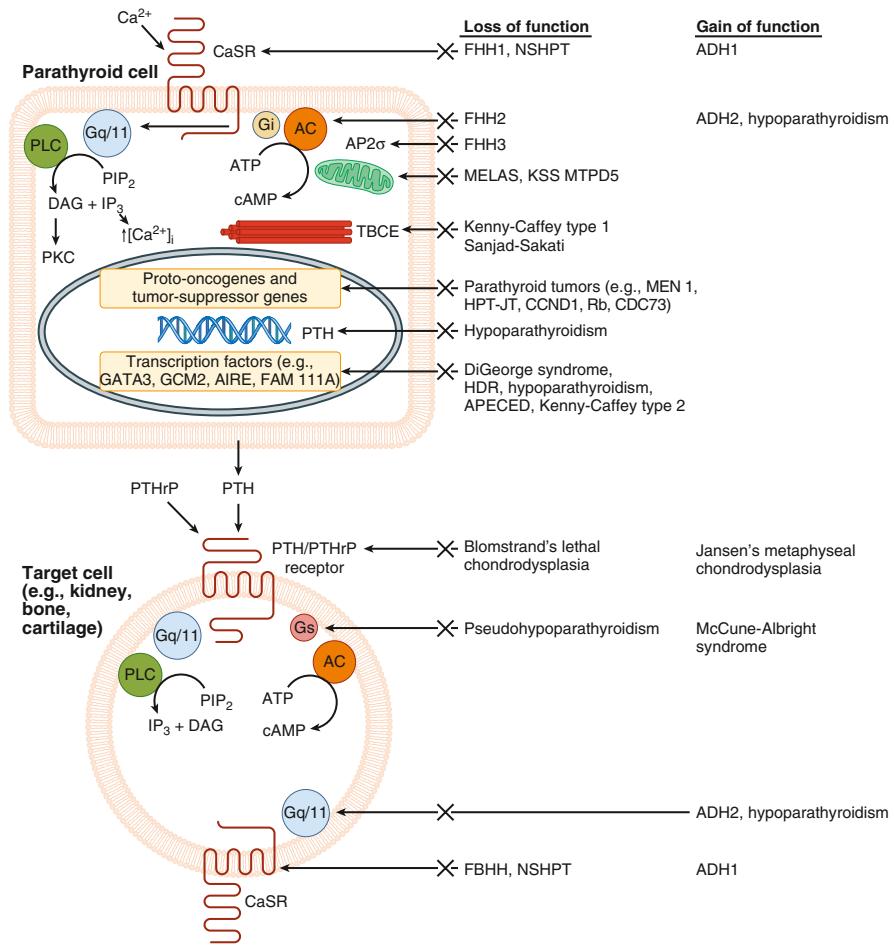 Ca2+
Loss of function
Gain of function
CaSR
FHH1, NSHPT
ADH1
Parathyroid cell
PLC
Gq/11
Gi
AC
FHH2
ADH2, hypoparathyroidism
AP2σ
FHH3
ATP
PIP2
MELAS, KSS MTPD5
DAG + IP3
cAMP
↑[Ca2+]i
TBCE
Kenny-Caffey type 1
Sanjad-Sakati
PKC
Proto-oncogenes and
tumor-suppressor genes
Parathyroid tumors (e.g., MEN 1,
HPT-JT, CCND1, Rb, CDC73)
PTH
Hypoparathyroidism
Transcription factors (e.g.,
GATA3, GCM2, AIRE, FAM 111A)
DiGeorge syndrome,
HDR, hypoparathyroidism,
APECED, Kenny-Caffey type 2
PTHrP
PTH
PTH/PTHrP
receptor
Blomstrand's lethal
chondrodysplasia
Jansen's metaphyseal
chondrodysplasia
Target cell
(e.g., kidney,
bone,
cartilage)
Gq/11
Gs
Pseudohypoparathyroidism
McCune-Albright
syndrome
PLC
AC
PIP2
ATP
IP3 + DAG
cAMP
Gq/11
ADH2, hypoparathyroidism
FBHH, NSHPT
ADH1
CaSR